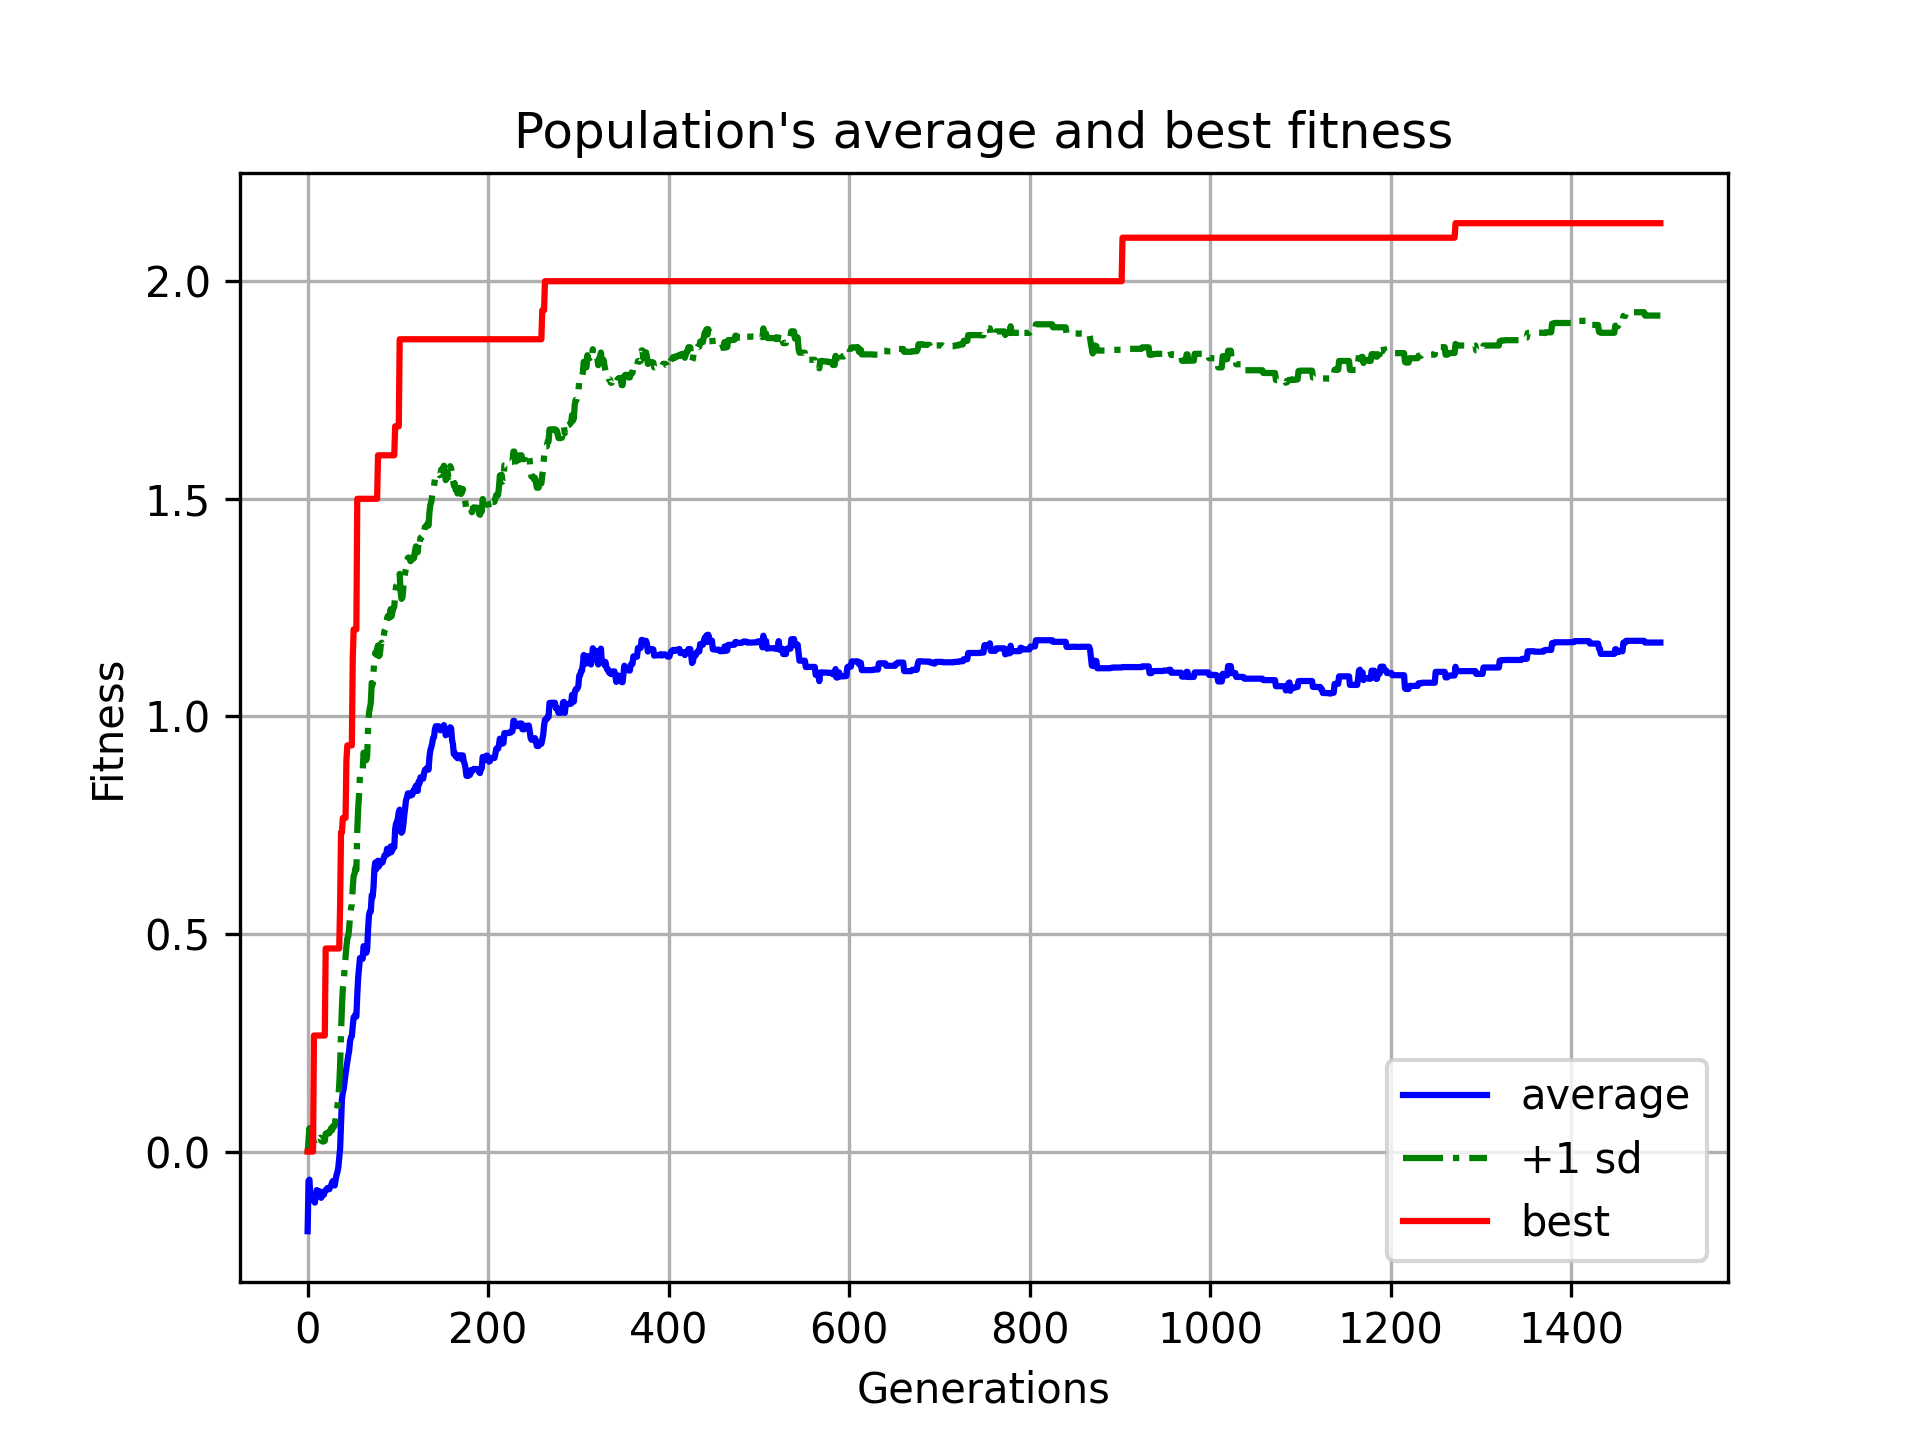 Population's average and best fitness
Fitness
2.0
1.5
1.0
0.5
0.0
0 200 400 600 800 1000 1200 1400
Generations
average
+1 sd
best